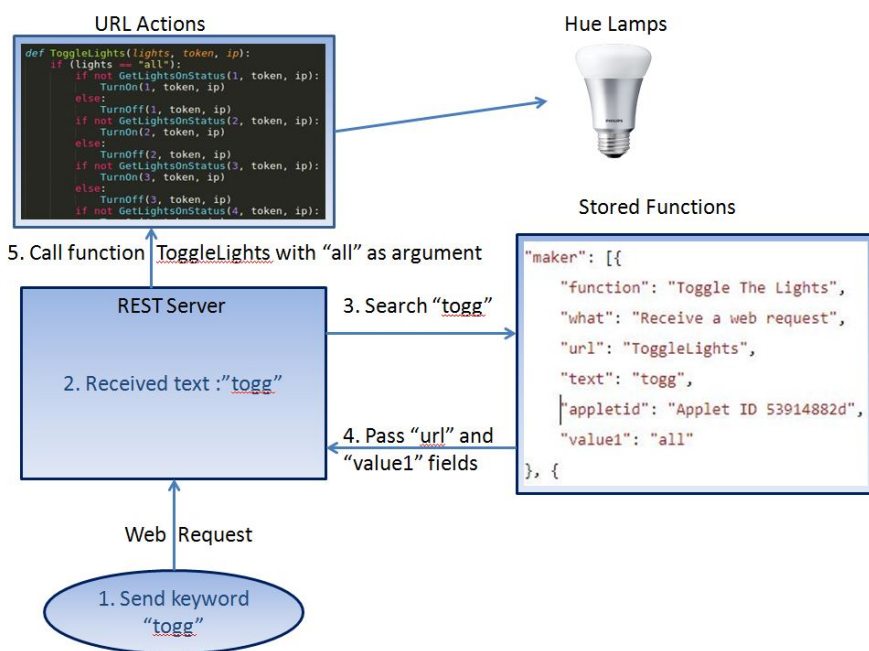 URL Actions
def ToggleLights(lights, token, ip):
if (lights == "all"):
if not GetLightsOnStatus(1, token, ip):
TurnOn(1, token, ip)
else:
TurnOff(1, token, ip)
if not GetLightsOnStatus(2, token, ip):
TurnOn(2, token, ip)
else:
TurnOff(2, token, ip)
if not GetLightsOnStatus(3, token, ip):
TurnOn(3, token, ip)
else:
TurnOff(3, token, ip)
if not GetLightsOnStatus(4, token, ip):
Hue Lamps
PHILIPS
5. Call function ToggleLights with “all” as argument
REST Server
2. Received text :”togg”
3. Search “togg”
4. Pass “url” and
“value1” fields
Stored Functions
"maker": [{
"function": "Toggle The Lights",
"what": "Receive a web request",
"url": "ToggleLights",
"text": "togg",
"appletid": "Applet ID 53914882d",
"value1": "all"
}, {
Web Request
1. Send keyword
“togg”